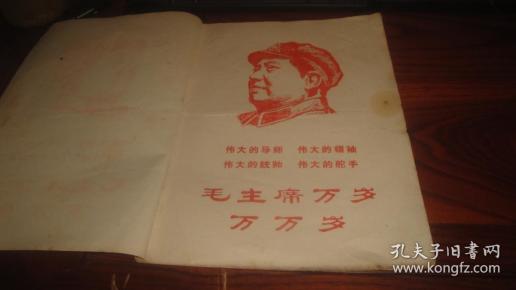 伟大的导师 伟大的领袖
伟大的统帅 伟大的舵手
毛主席万岁
万万岁
孔夫子旧书网
www.kongfz.com